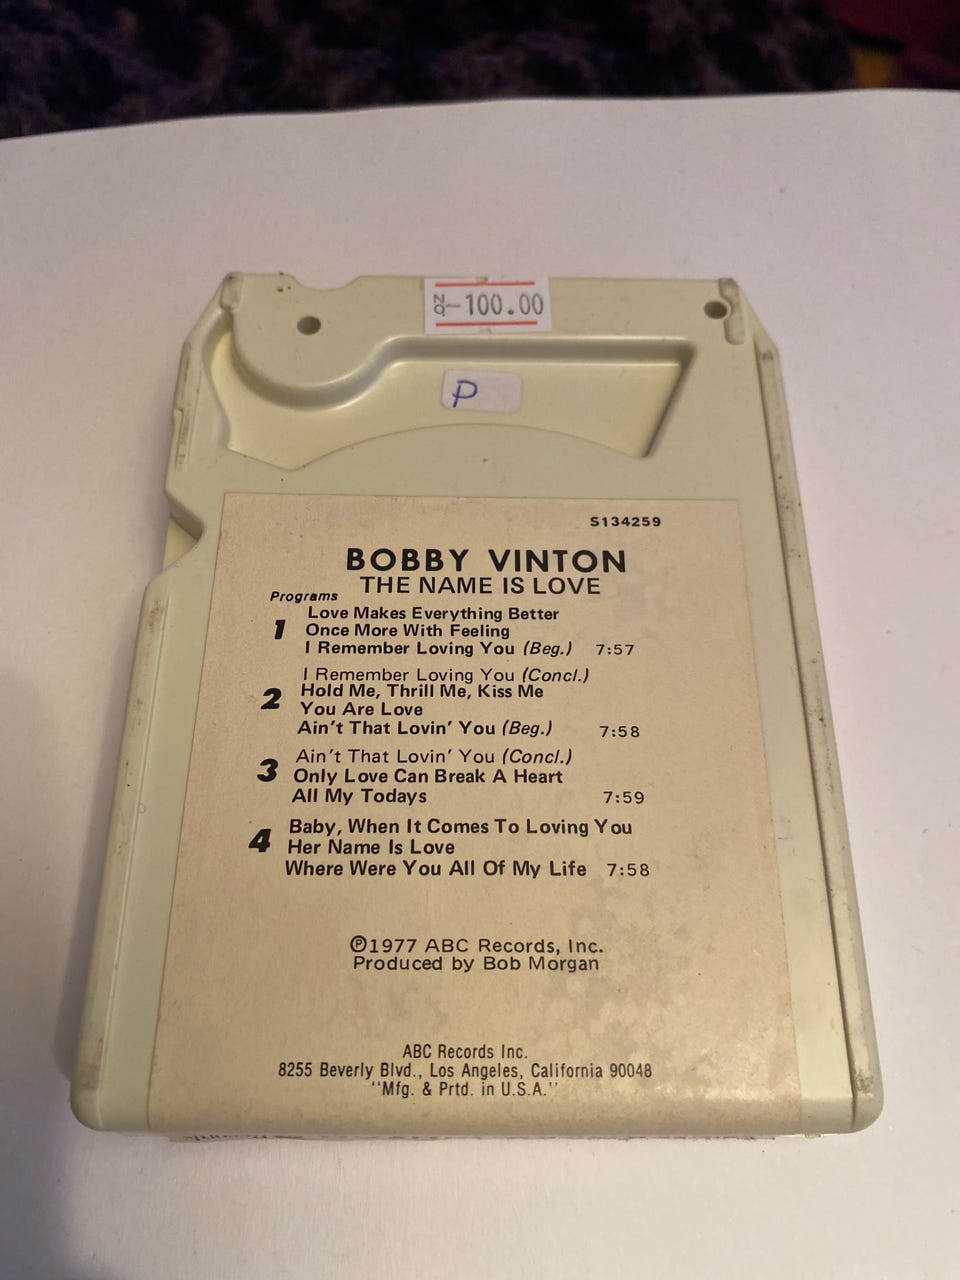 NQ-100.00
P
S134259
BOBBY VINTON
THE NAME IS LOVE
Programs
1 Love Makes Everything Better
Once More With Feeling
I Remember Loving You (Beg.) 7:57
2 I Remember Loving You (Concl.)
Hold Me, Thrill Me, Kiss Me
You Are Love
Ain't That Lovin' You (Beg.) 7:58
3 Ain't That Lovin' You (Concl.)
Only Love Can Break A Heart
All My Todays 7:59
4 Baby, When It Comes To Loving You
Her Name Is Love
Where Were You All Of My Life 7:58
℗1977 ABC Records, Inc.
Produced by Bob Morgan
ABC Records Inc.
8255 Beverly Blvd., Los Angeles, California 90048
"Mfg. & Prtd. in U.S.A."